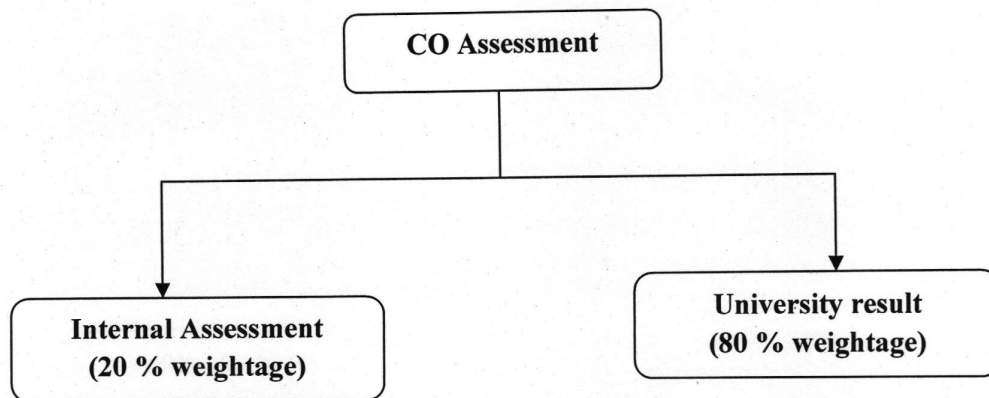 CO Assessment
Internal Assessment
(20 % weightage)
University result
(80 % weightage)